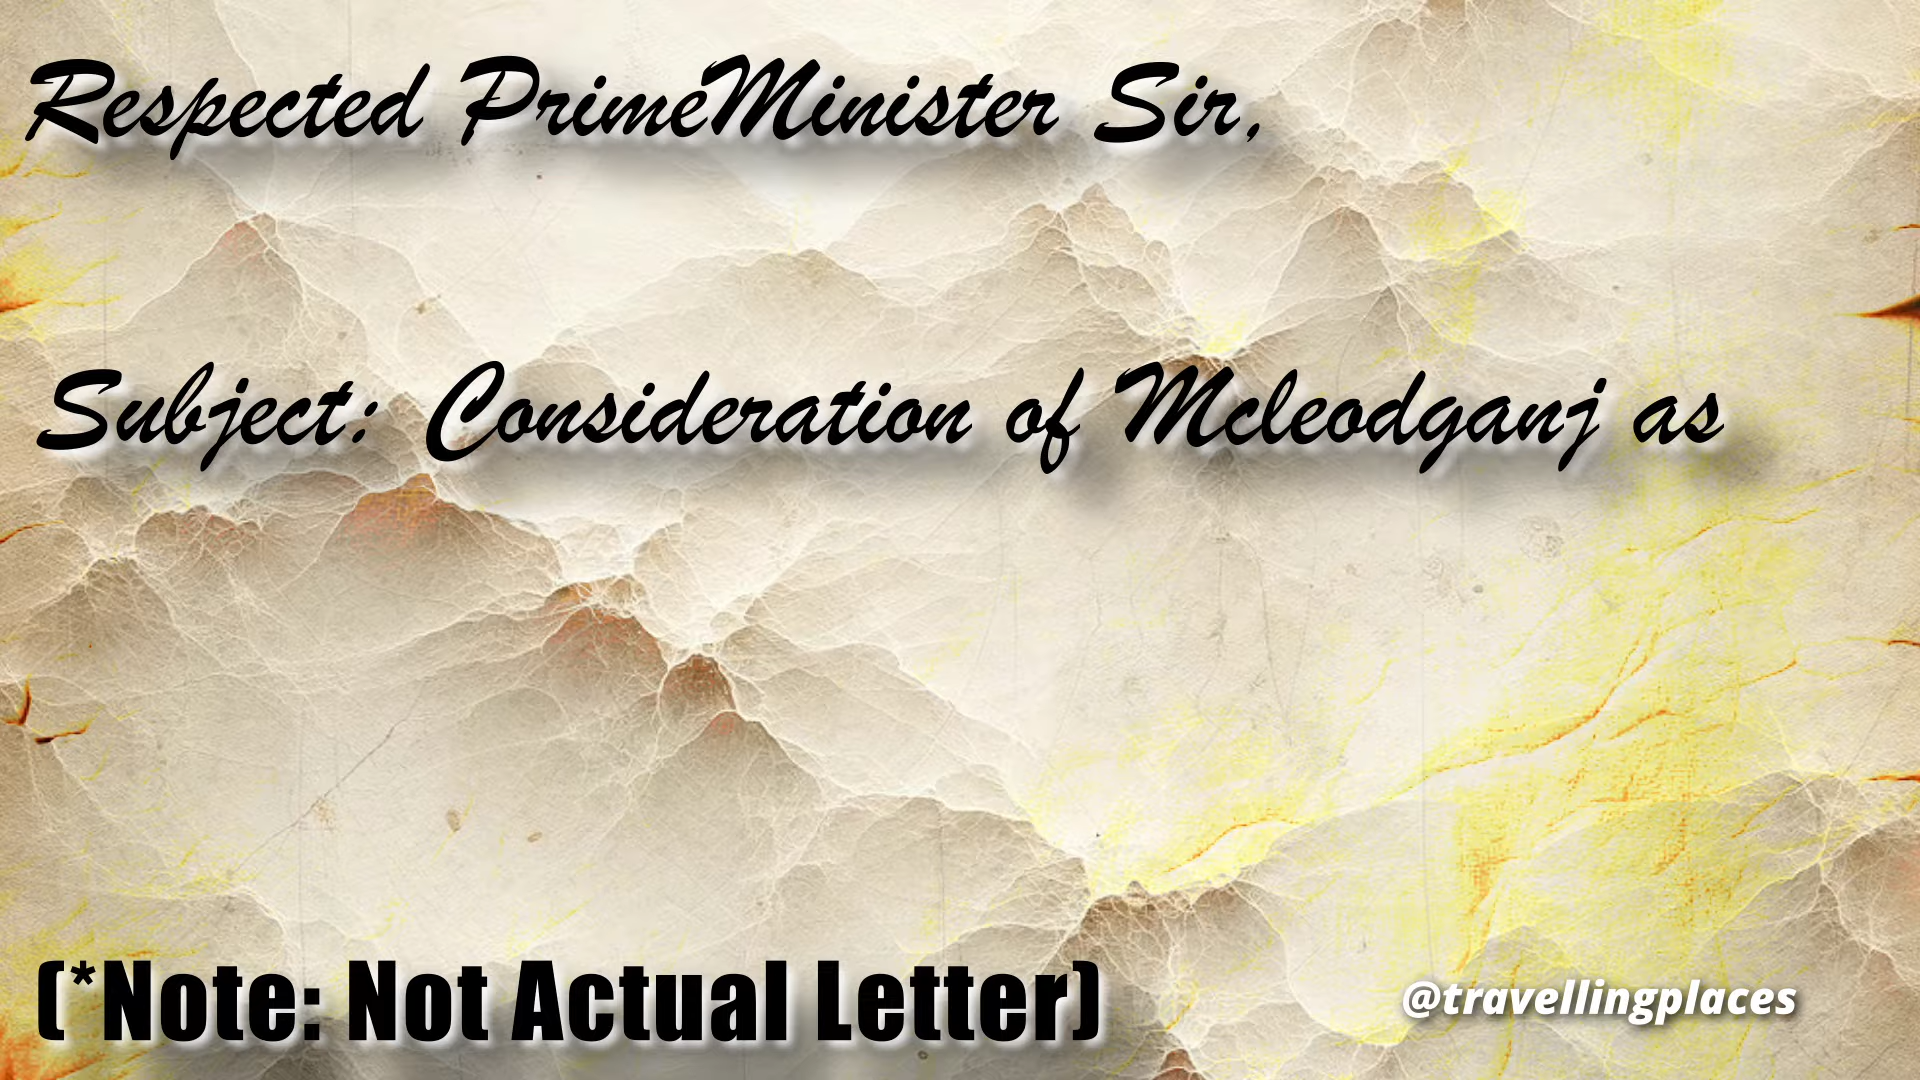 Respected PrimeMinister Sir,
Subject: Consideration of Mcleodganj as
(*Note: Not Actual Letter)
@travellingplaces